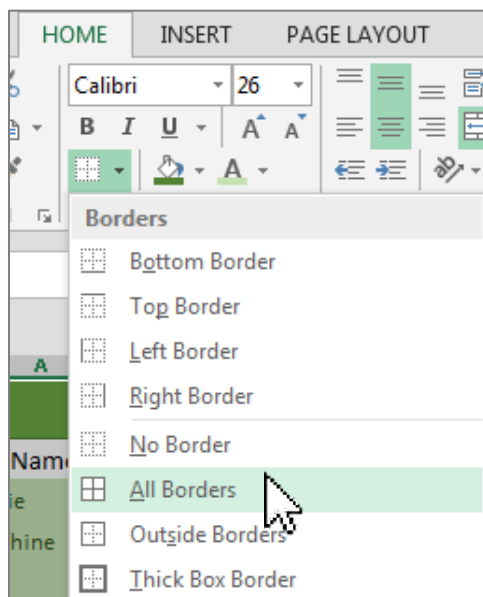 HOME INSERT PAGE LAYOUT
Calibri 26
B I U A A
A
Borders
Bottom Border
Top Border
Left Border
Right Border
No Border
All Borders
Outside Borders
Thick Box Border
A
Name
ie
hine